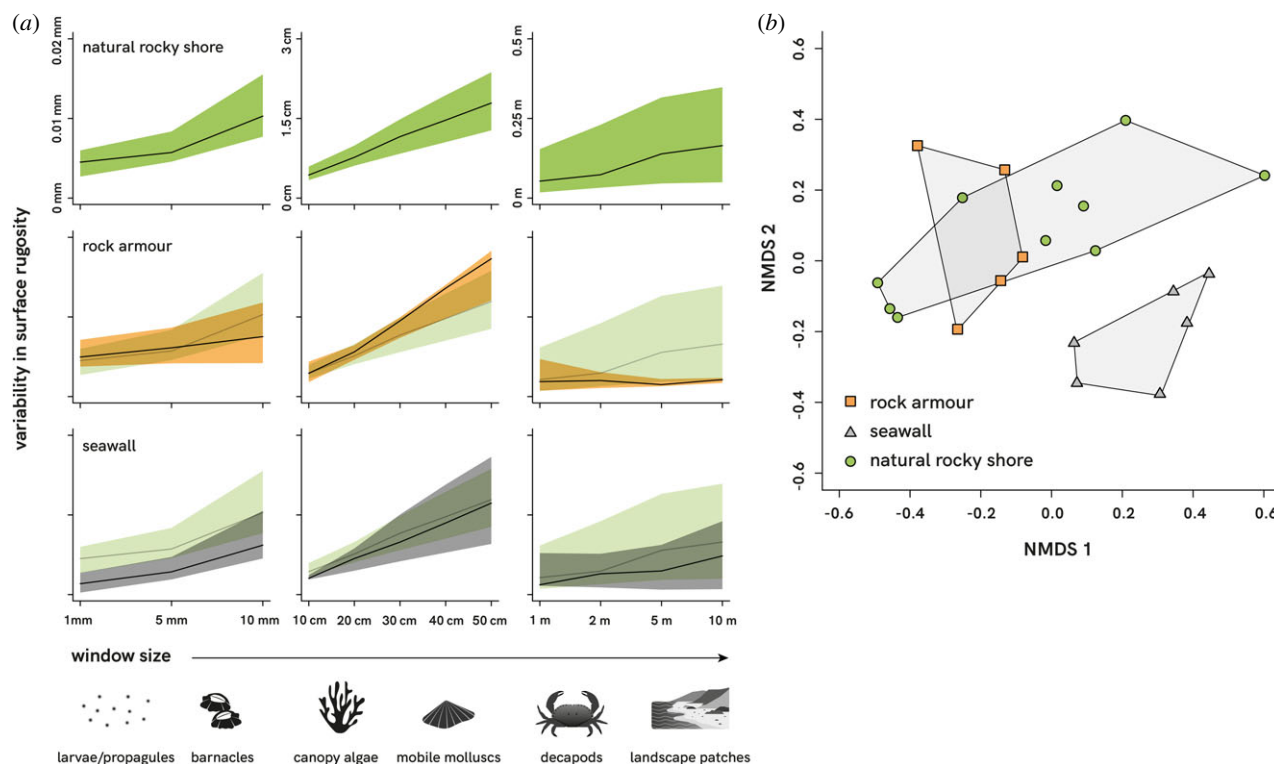 (a)
natural rocky shore
0.02 mm
0.01 mm
0 mm
3 cm
1.5 cm
0 cm
0.5 m
0.25 m
0 m
variability in surface rugosity
rock armour
seawall
1mm 5 mm 10 mm
10 cm 20 cm 30 cm 40 cm 50 cm
1 m 2 m 5 m 10 m
window size
larvae/propagules barnacles canopy algae mobile molluscs decapods landscape patches
(b)
NMDS 2
0.6
0.4
0.2
0.0
-0.2
-0.4
-0.6
rock armour
seawall
natural rocky shore
-0.6 -0.4 -0.2 0.0 0.2 0.4 0.6
NMDS 1